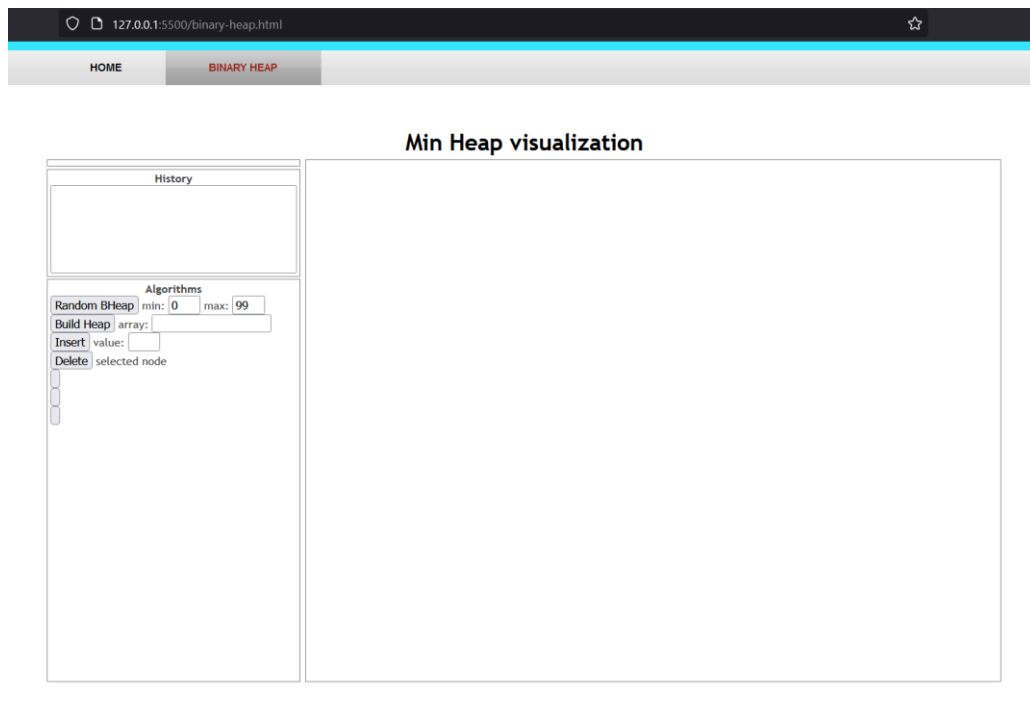 127.0.0.1:5500/binary-heap.html
HOME BINARY HEAP
Min Heap visualization
History
Algorithms
Random BHeap min: 0 max: 99
Build Heap array:
Insert value:
Delete selected node